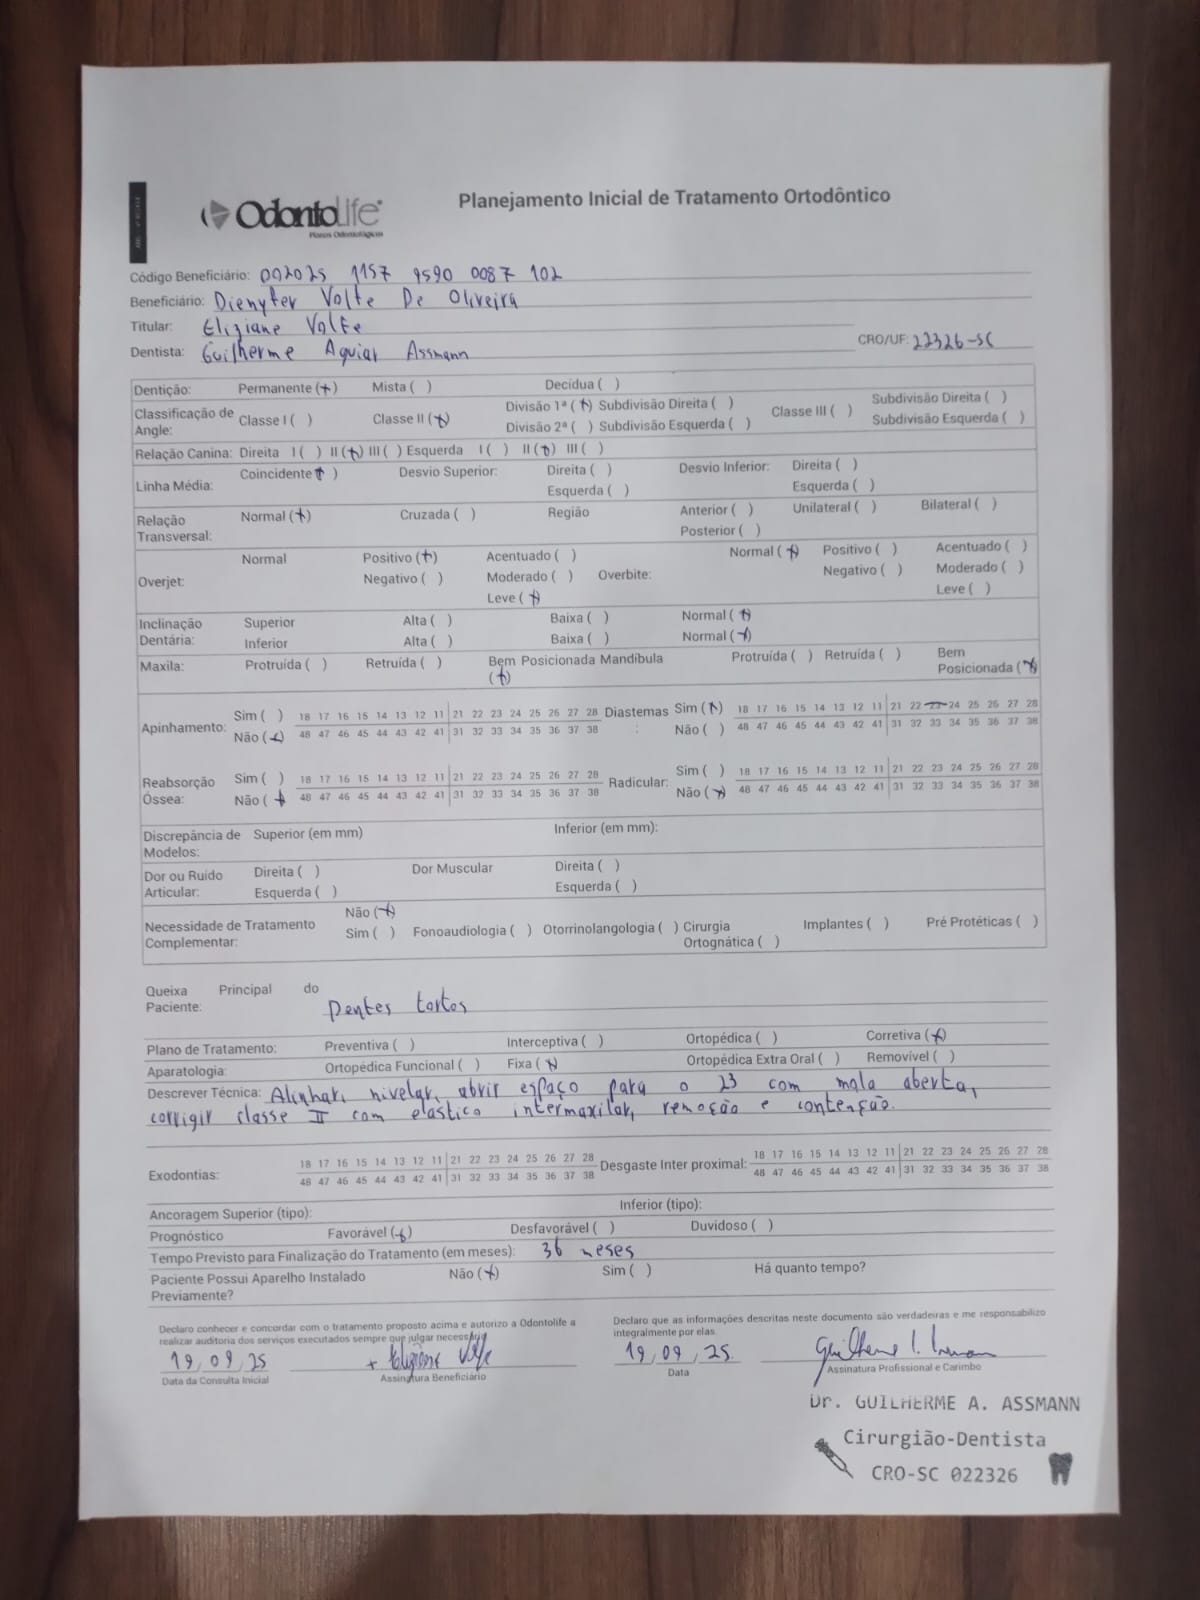 OdontoLife
Planos Odontológicos
Planejamento Inicial de Tratamento Ortodôntico
Código Beneficiário: 002025 1157 9590 0087 102
Beneficiário: Dienyfer Volfe De Oliveira
Titular: Eliziane Volfe
Dentista: Guilherme Aguiar Assmann CRO/UF: 22326-SC
Dentição: Permanente (x) Mista ( ) Decídua ( )
Classificação de Angle: Classe I ( ) Classe II (x) Divisão 1ª (x) Subdivisão Direita ( ) Classe III ( ) Subdivisão Direita ( )
Divisão 2ª ( ) Subdivisão Esquerda ( ) Subdivisão Esquerda ( )
Relação Canina: Direita I ( ) II (x) III ( ) Esquerda I ( ) II (x) III ( )
Linha Média: Coincidente (x) Desvio Superior: Direita ( ) Desvio Inferior: Direita ( )
Esquerda ( ) Esquerda ( )
Relação Transversal: Normal (x) Cruzada ( ) Região Anterior ( ) Unilateral ( ) Bilateral ( )
Posterior ( )
Overjet: Normal Positivo (x) Acentuado ( ) Overbite: Normal (x) Positivo ( ) Acentuado ( )
Negativo ( ) Moderado ( ) Negativo ( ) Moderado ( )
Leve (x) Leve ( )
Inclinação Dentária: Superior Alta ( ) Baixa ( ) Normal (x)
Inferior Alta ( ) Baixa ( ) Normal (x)
Maxila: Protruída ( ) Retruída ( ) Bem Posicionada (x) Mandíbula Protruída ( ) Retruída ( ) Bem Posicionada (x)
Apinhamento: Sim ( ) 18 17 16 15 14 13 12 11 21 22 23 24 25 26 27 28 Diastemas: Sim (x) 18 17 16 15 14 13 12 11 21 22 23 24 25 26 27 28
Não (x) 48 47 46 45 44 43 42 41 31 32 33 34 35 36 37 38 Não ( ) 48 47 46 45 44 43 42 41 31 32 33 34 35 36 37 38
Reabsorção Óssea: Sim ( ) 18 17 16 15 14 13 12 11 21 22 23 24 25 26 27 28 Radicular: Sim ( ) 18 17 16 15 14 13 12 11 21 22 23 24 25 26 27 28
Não (x) 48 47 46 45 44 43 42 41 31 32 33 34 35 36 37 38 Não (x) 48 47 46 45 44 43 42 41 31 32 33 34 35 36 37 38
Discrepância de Modelos: Superior (em mm) Inferior (em mm):
Dor ou Ruido Articular: Direita ( ) Dor Muscular Direita ( )
Esquerda ( ) Esquerda ( )
Necessidade de Tratamento Complementar: Não (x)
Sim ( ) Fonoaudiologia ( ) Otorrinolangologia ( ) Cirurgia Ortognática ( ) Implantes ( ) Pré Protéticas ( )
Queixa Principal do Paciente: Dentes tortos
Plano de Tratamento: Preventiva ( ) Interceptiva ( ) Ortopédica ( ) Corretiva (x)
Aparatologia: Ortopédica Funcional ( ) Fixa (x) Ortopédica Extra Oral ( ) Removível ( )
Descrever Técnica: Alinhar, nivelar, abrir espaço para o 23 com mola aberta,
corrigir classe II com elastico intermaxilar, remoção e contenção.
Exodontias: 18 17 16 15 14 13 12 11 21 22 23 24 25 26 27 28 Desgaste Inter proximal: 18 17 16 15 14 13 12 11 21 22 23 24 25 26 27 28
48 47 46 45 44 43 42 41 31 32 33 34 35 36 37 38 48 47 46 45 44 43 42 41 31 32 33 34 35 36 37 38
Ancoragem Superior (tipo): Inferior (tipo):
Prognóstico Favorável (x) Desfavorável ( ) Duvidoso ( )
Tempo Previsto para Finalização do Tratamento (em meses): 36 meses
Paciente Possui Aparelho Instalado Previamente? Não (x) Sim ( ) Há quanto tempo?
Declaro conhecer e concordar com o tratamento proposto acima e autorizo a Odontolife a
realizar auditoria dos serviços executados sempre que julgar necessário
Declaro que as informações descritas neste documento são verdadeiras e me responsabilizo
integralmente por elas.
19, 09, 25 x Eliziane Volfe 19, 09, 25
Data da Consulta Inicial Assinatura Beneficiário Data Assinatura Profissional e Carimbo
Dr. GUILHERME A. ASSMANN
Cirurgião-Dentista
CRO-SC 022326